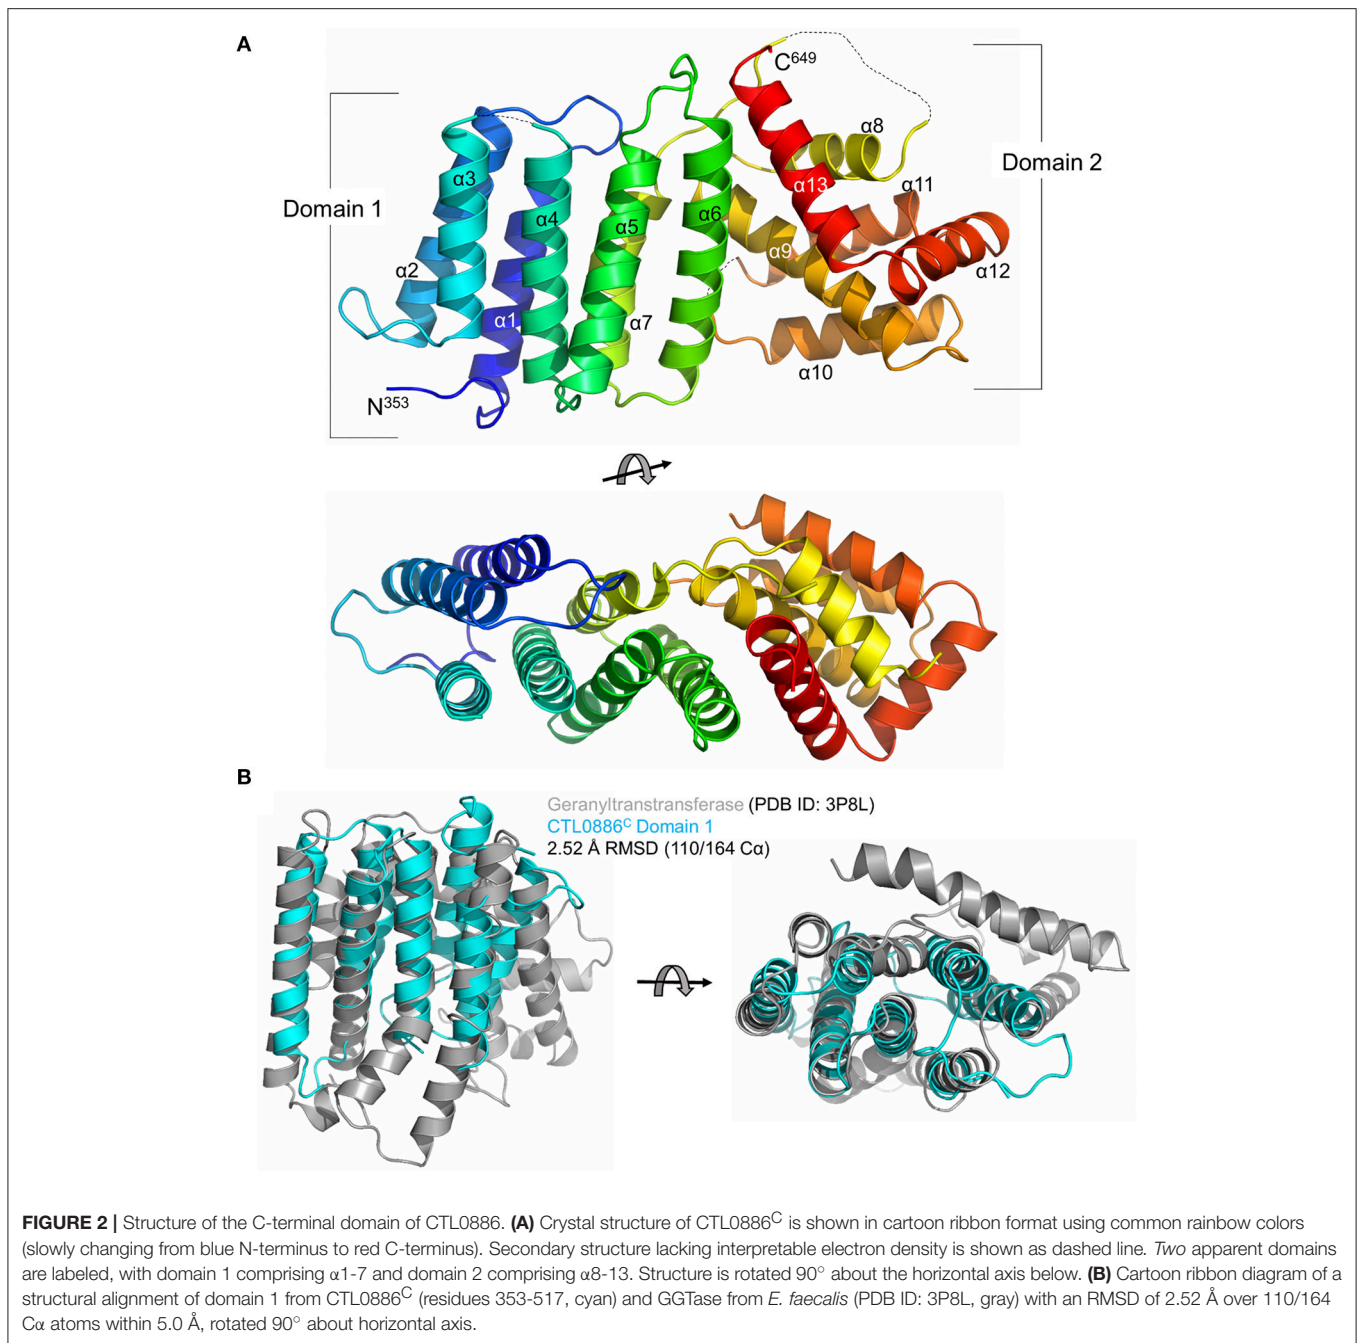 A
C649
α8
Domain 2
α3
α13
α11
Domain 1
α4
α5
α6
α9
α2
α12
α1
α7
α10
N353
B
Geranyltranstransferase (PDB ID: 3P8L)
CTL0886C Domain 1
2.52 Å RMSD (110/164 Cα)
FIGURE 2 | Structure of the C-terminal domain of CTL0886. (A) Crystal structure of CTL0886C is shown in cartoon ribbon format using common rainbow colors
(slowly changing from blue N-terminus to red C-terminus). Secondary structure lacking interpretable electron density is shown as dashed line. Two apparent domains
are labeled, with domain 1 comprising α1-7 and domain 2 comprising α8-13. Structure is rotated 90° about the horizontal axis below. (B) Cartoon ribbon diagram of a
structural alignment of domain 1 from CTL0886C (residues 353-517, cyan) and GGTase from E. faecalis (PDB ID: 3P8L, gray) with an RMSD of 2.52 Å over 110/164
Cα atoms within 5.0 Å, rotated 90° about horizontal axis.